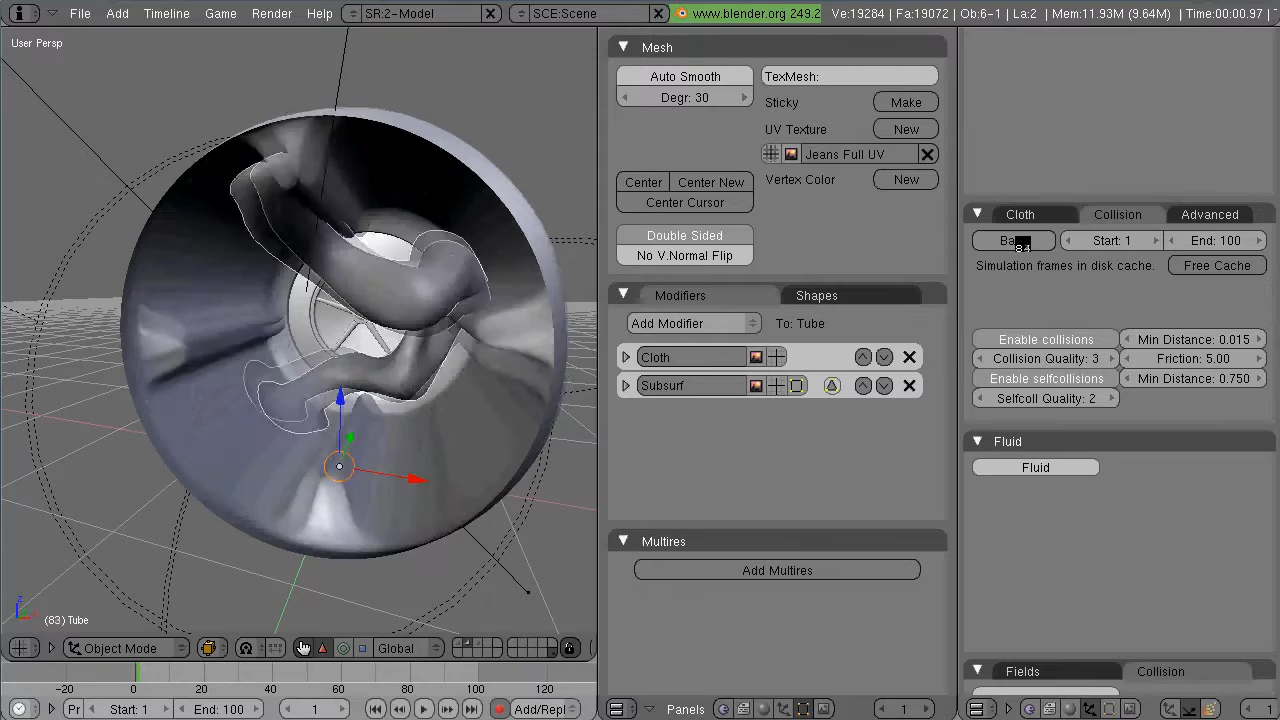 File Add Timeline Game Render Help SR:2-Model SCE:Scene www.blender.org 249.2 Ve:19284 | Fa:19072 | Ob:6-1 | La:2 | Mem:11.93M (9.64M) | Time:00:00.97 |
User Persp
Mesh
Auto Smooth TexMesh:
Degr: 30 Sticky Make
UV Texture New
Jeans Full UV
Center Center New Vertex Color New
Center Cursor
Double Sided
No V.Normal Flip
Modifiers Shapes
Add Modifier To: Tube
Cloth
Subsurf
Multires
Add Multires
Cloth Collision Advanced
84 Start: 1 End: 100
Simulation frames in disk cache. Free Cache
Enable collisions Min Distance: 0.015
Collision Quality: 3 Friction: 5.00
Enable selfcollisions Min Distance: 0.750
Selfcoll Quality: 2
Fluid
Fluid
Fields Collision
z
(83) Tube
Object Mode Global
-20 0 20 40 60 80 100 120
Pr Start: 1 End: 100 1 Add/Repl
Panels 1
1